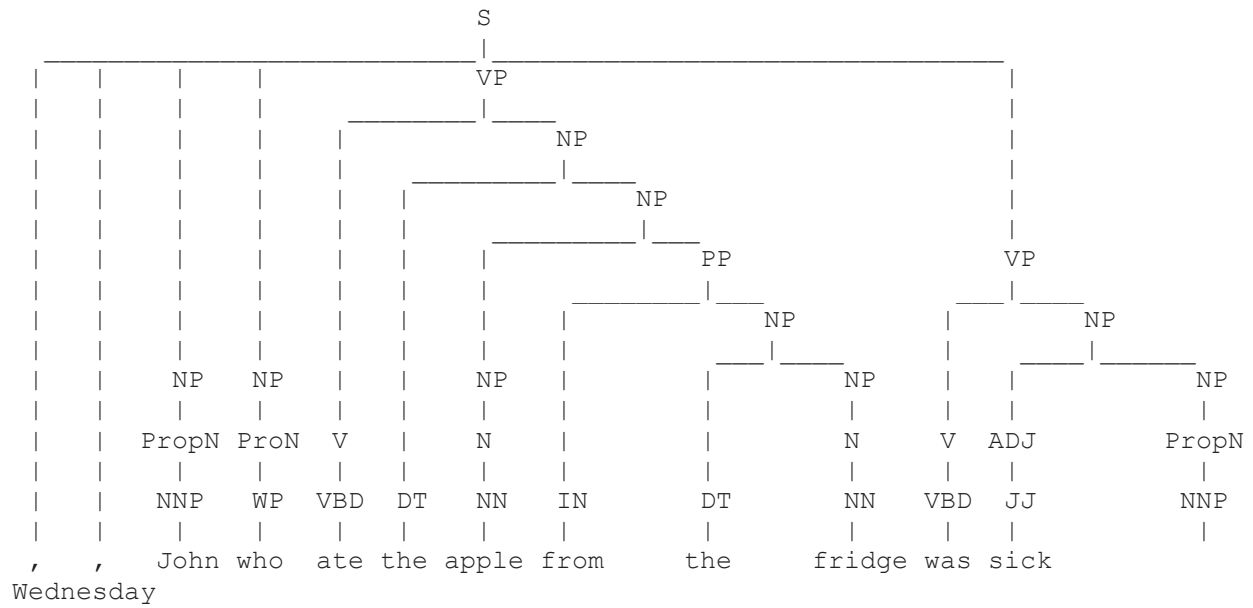 S
VP
NP
NP
PP VP
NP NP
NP NP NP NP NP
PropN ProN V N N V ADJ PropN
NNP WP VBD DT NN IN DT NN VBD JJ NNP
, , John who ate the apple from the fridge was sick
Wednesday